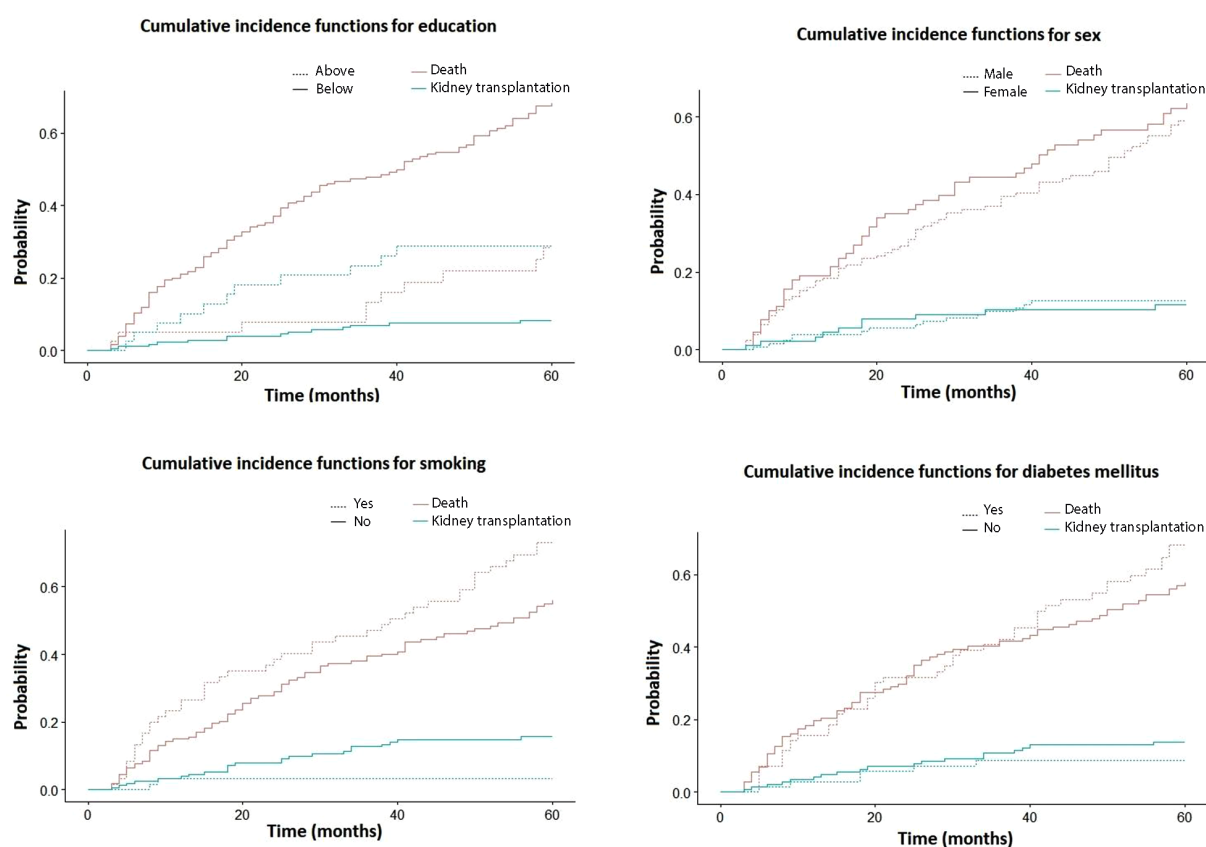 Cumulative incidence functions for education
Above Death
Below Kidney transplantation
0.6
0.4
0.2
0.0
Probability
0 20 40 60
Time (months)
Cumulative incidence functions for sex
Male Death
Female Kidney transplantation
0.6
0.4
0.2
0.0
Probability
0 20 40 60
Time (months)
Cumulative incidence functions for smoking
Yes Death
No Kidney transplantation
0.6
0.4
0.2
0.0
Probability
0 20 40 60
Time (months)
Cumulative incidence functions for diabetes mellitus
Yes Death
No Kidney transplantation
0.6
0.4
0.2
0.0
Probability
0 20 40 60
Time (months)